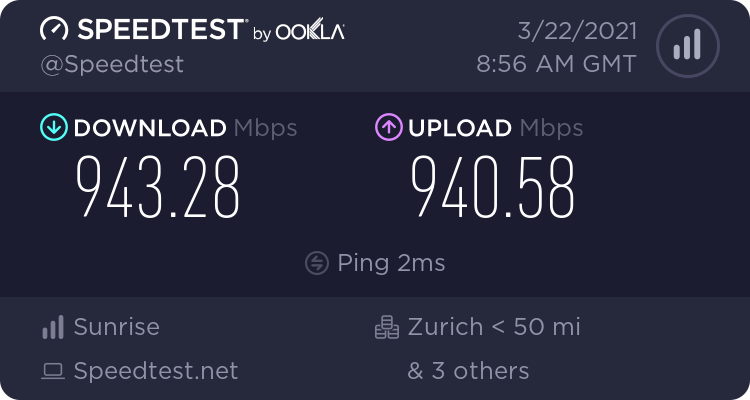 SPEEDTEST® by OOKLA®
3/22/2021
@Speedtest
8:56 AM GMT
DOWNLOAD Mbps
943.28
UPLOAD Mbps
940.58
Ping 2ms
Sunrise
Zurich < 50 mi
Speedtest.net
& 3 others